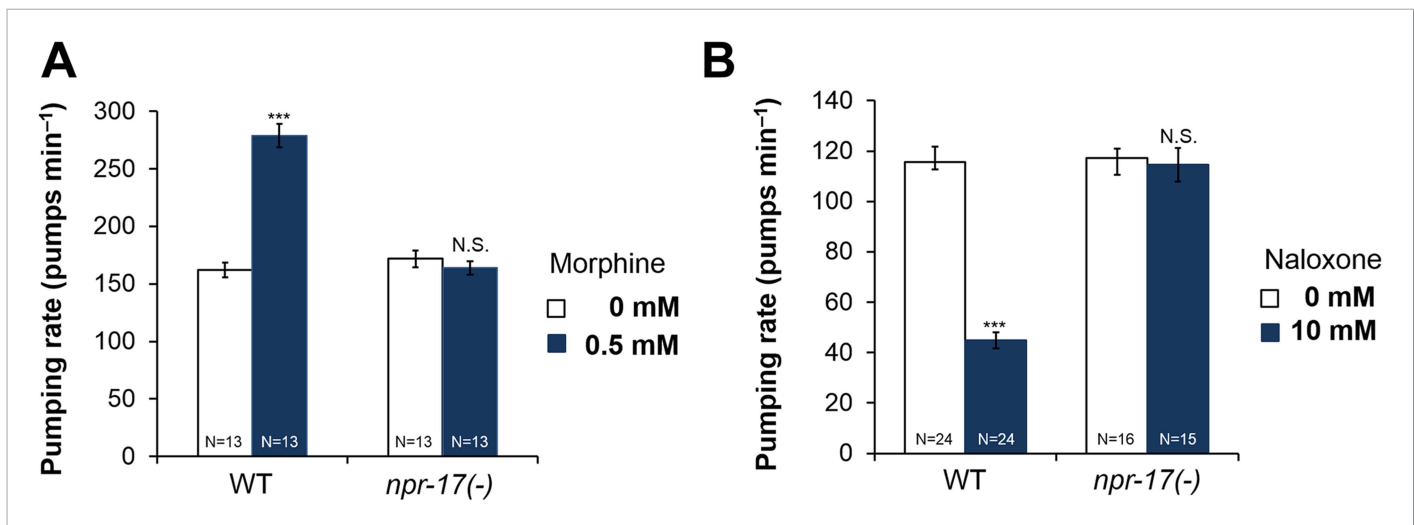 A
Pumping rate (pumps min⁻¹)
300
250
200
150
100
50
0
***
N.S.
N=13
N=13
N=13
N=13
WT
npr-17(-)
Morphine
0 mM
0.5 mM
B
Pumping rate (pumps min⁻¹)
140
120
100
80
60
40
20
0
***
N.S.
N=24
N=24
N=16
N=15
WT
npr-17(-)
Naloxone
0 mM
10 mM